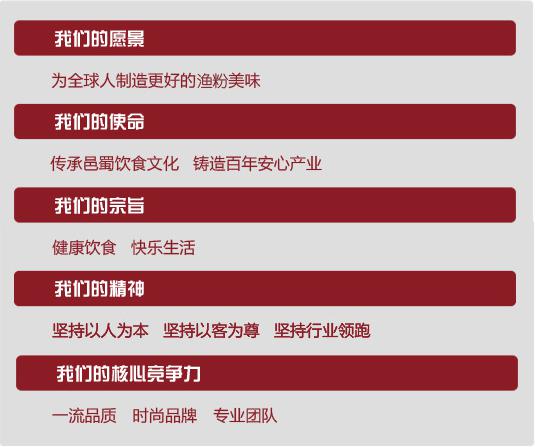 我们的愿景
为全球人制造更好的渔粉美味
我们的使命
传承邑蜀饮食文化 铸造百年安心产业
我们的宗旨
健康饮食 快乐生活
我们的精神
坚持以人为本 坚持以客为尊 坚持行业领跑
我们的核心竞争力
一流品质 时尚品牌 专业团队